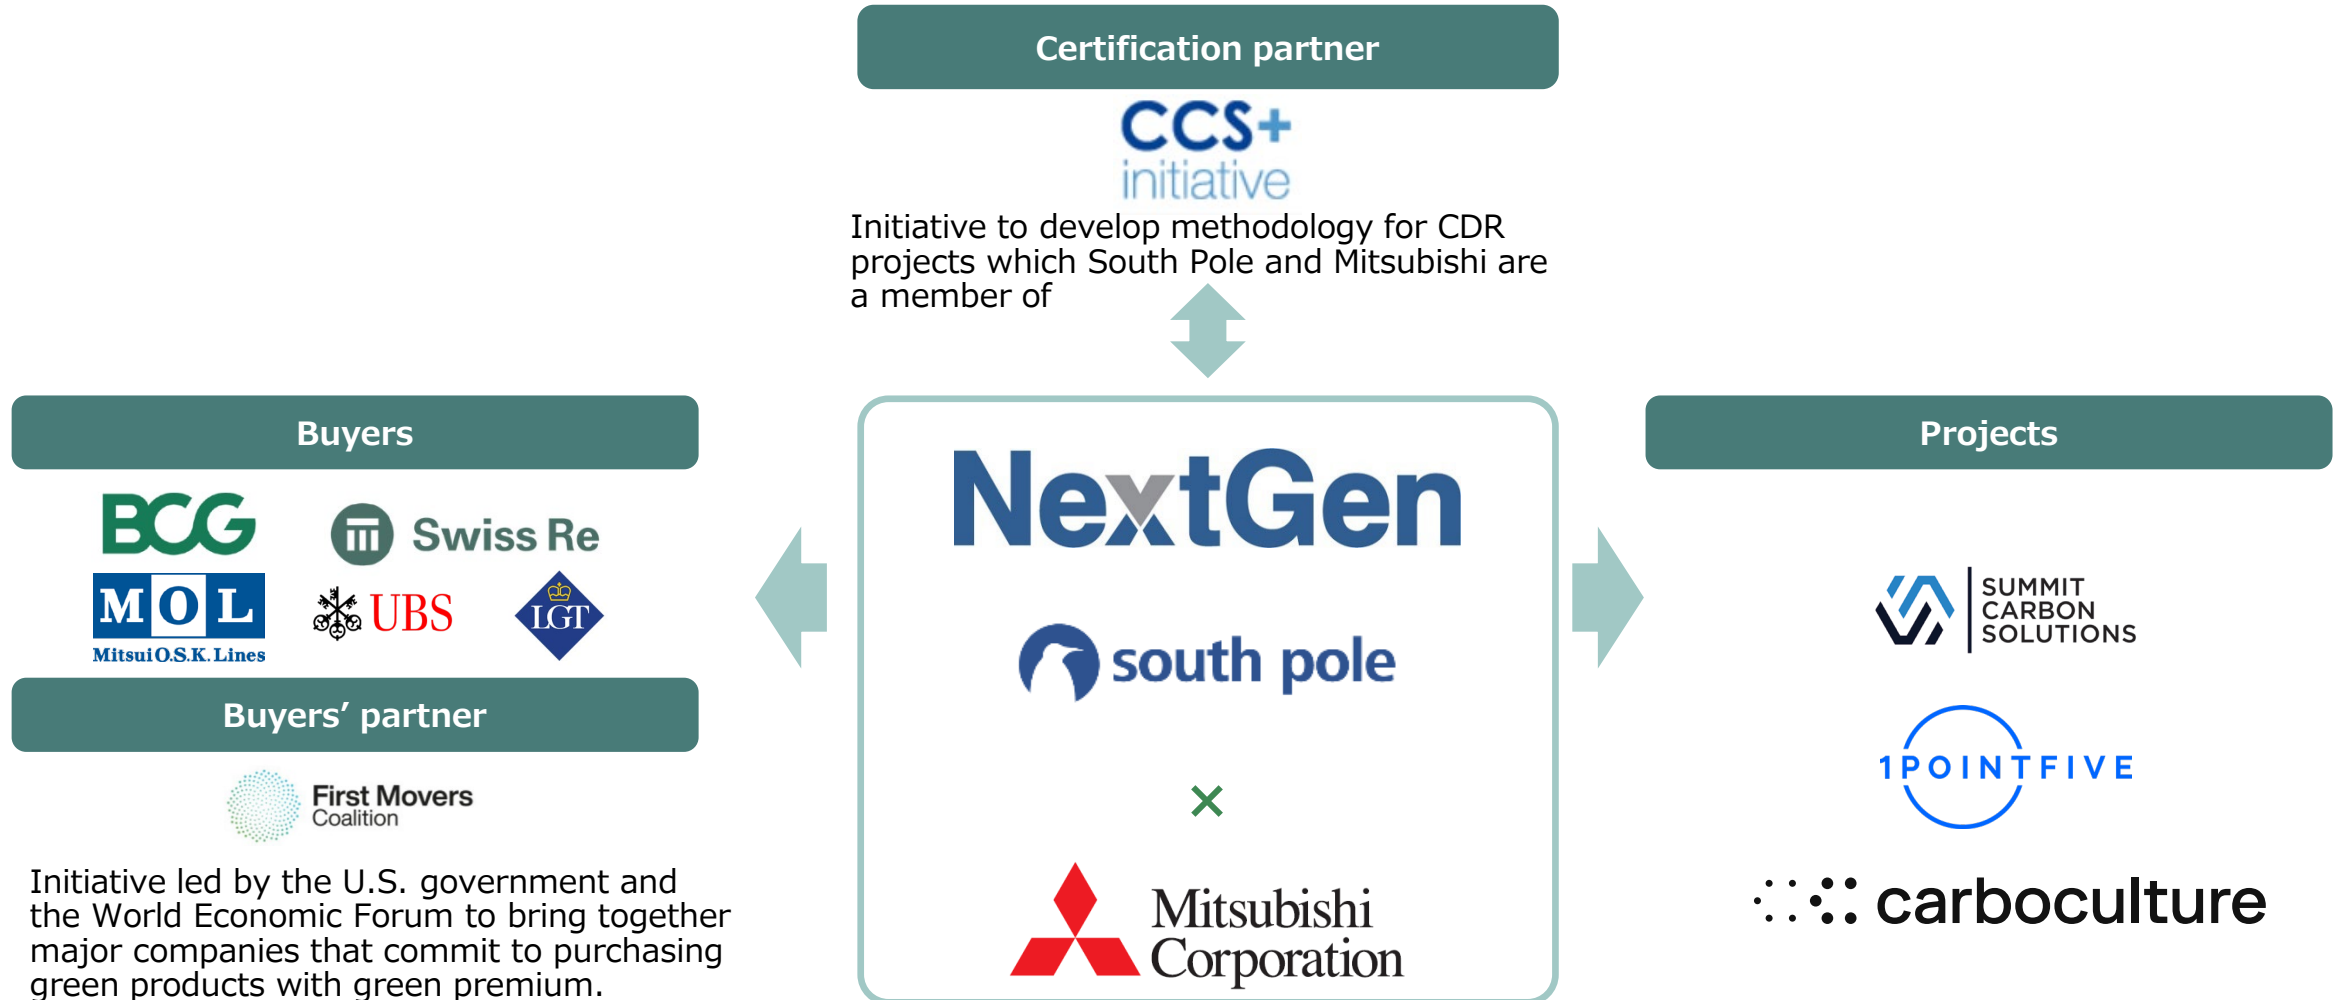 Certification partner
CCS+
initiative
Initiative to develop methodology for CDR
projects which South Pole and Mitsubishi are
a member of
Buyers
BCG
Swiss Re
MOL
Mitsui O.S.K. Lines
UBS
LGT
Buyers’ partner
First Movers
Coalition
Initiative led by the U.S. government and
the World Economic Forum to bring together
major companies that commit to purchasing
green products with green premium.
NextGen
south pole
×
Mitsubishi
Corporation
Projects
SUMMIT
CARBON
SOLUTIONS
1POINTFIVE
carboculture